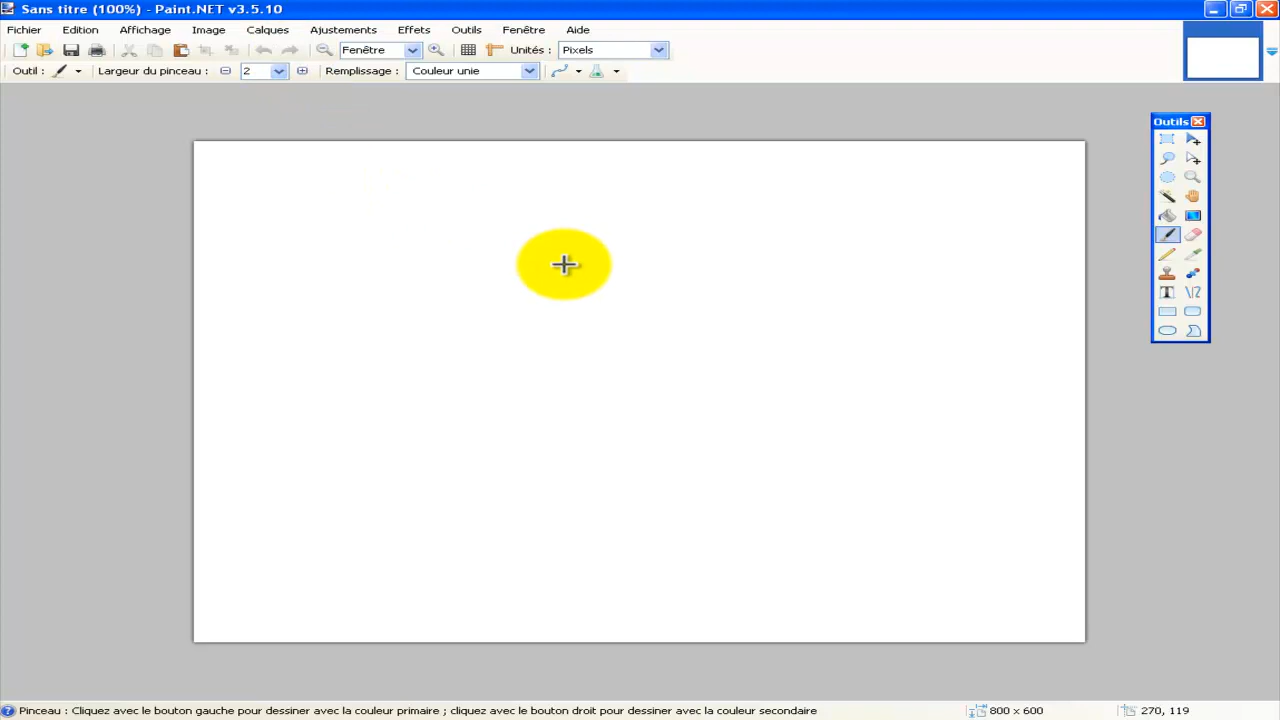 Sans titre (100%) - Paint.NET v3.5.10
Fichier Edition Affichage Image Calques Ajustements Effets Outils Fenêtre Aide
Fenêtre Unités : Pixels
Outil : Largeur du pinceau : 2 Remplissage : Couleur unie
Outils
Pinceau : Cliquez avec le bouton gauche pour dessiner avec la couleur primaire ; cliquez avec le bouton droit pour dessiner avec la couleur secondaire 800 x 600 270, 119